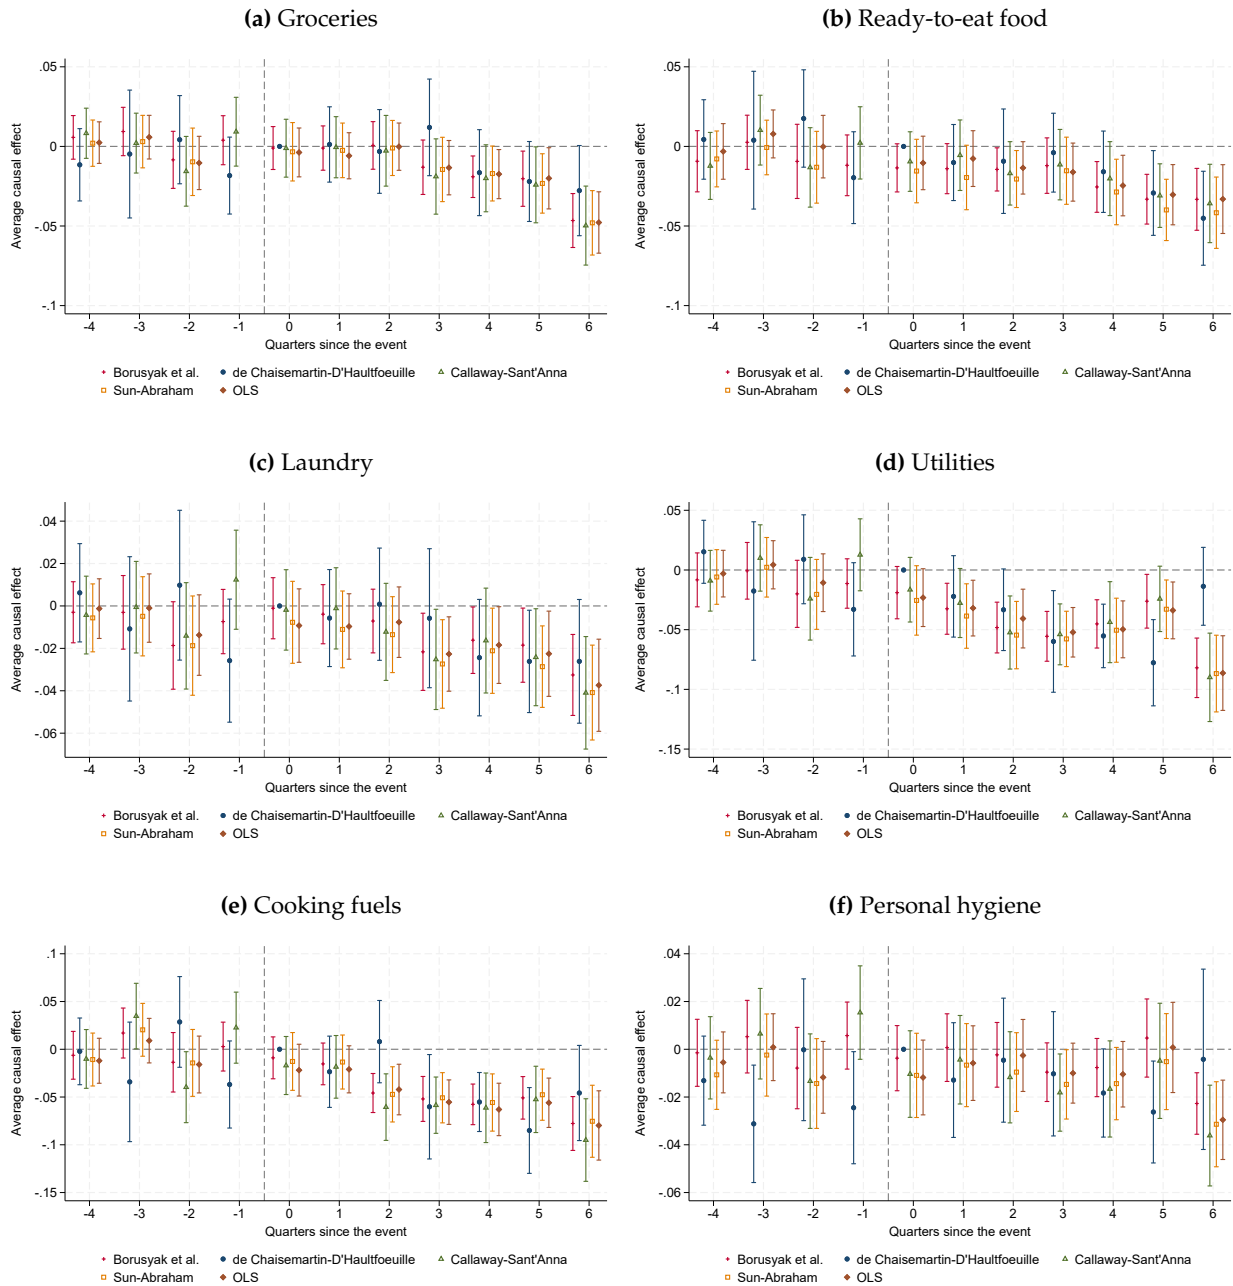 (a) Groceries
.05
0
-.05
-.1
Average causal effect
-4 -3 -2 -1 0 1 2 3 4 5 6
Quarters since the event
Borusyak et al. de Chaisemartin-D'Haultfoeuille Callaway-Sant'Anna
Sun-Abraham OLS
(b) Ready-to-eat food
.05
0
-.05
-.1
Average causal effect
-4 -3 -2 -1 0 1 2 3 4 5 6
Quarters since the event
Borusyak et al. de Chaisemartin-D'Haultfoeuille Callaway-Sant'Anna
Sun-Abraham OLS
(c) Laundry
.04
.02
0
-.02
-.04
-.06
Average causal effect
-4 -3 -2 -1 0 1 2 3 4 5 6
Quarters since the event
Borusyak et al. de Chaisemartin-D'Haultfoeuille Callaway-Sant'Anna
Sun-Abraham OLS
(d) Utilities
.05
0
-.05
-.1
-.15
Average causal effect
-4 -3 -2 -1 0 1 2 3 4 5 6
Quarters since the event
Borusyak et al. de Chaisemartin-D'Haultfoeuille Callaway-Sant'Anna
Sun-Abraham OLS
(e) Cooking fuels
.1
.05
0
-.05
-.1
-.15
Average causal effect
-4 -3 -2 -1 0 1 2 3 4 5 6
Quarters since the event
Borusyak et al. de Chaisemartin-D'Haultfoeuille Callaway-Sant'Anna
Sun-Abraham OLS
(f) Personal hygiene
.04
.02
0
-.02
-.04
-.06
Average causal effect
-4 -3 -2 -1 0 1 2 3 4 5 6
Quarters since the event
Borusyak et al. de Chaisemartin-D'Haultfoeuille Callaway-Sant'Anna
Sun-Abraham OLS